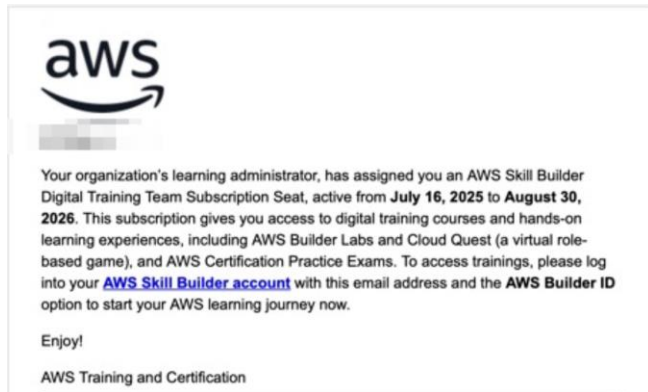 aws
Your organization's learning administrator, has assigned you an AWS Skill Builder
Digital Training Team Subscription Seat, active from July 16, 2025 to August 30,
2026. This subscription gives you access to digital training courses and hands-on
learning experiences, including AWS Builder Labs and Cloud Quest (a virtual role-
based game), and AWS Certification Practice Exams. To access trainings, please log
into your AWS Skill Builder account with this email address and the AWS Builder ID
option to start your AWS learning journey now.
Enjoy!
AWS Training and Certification